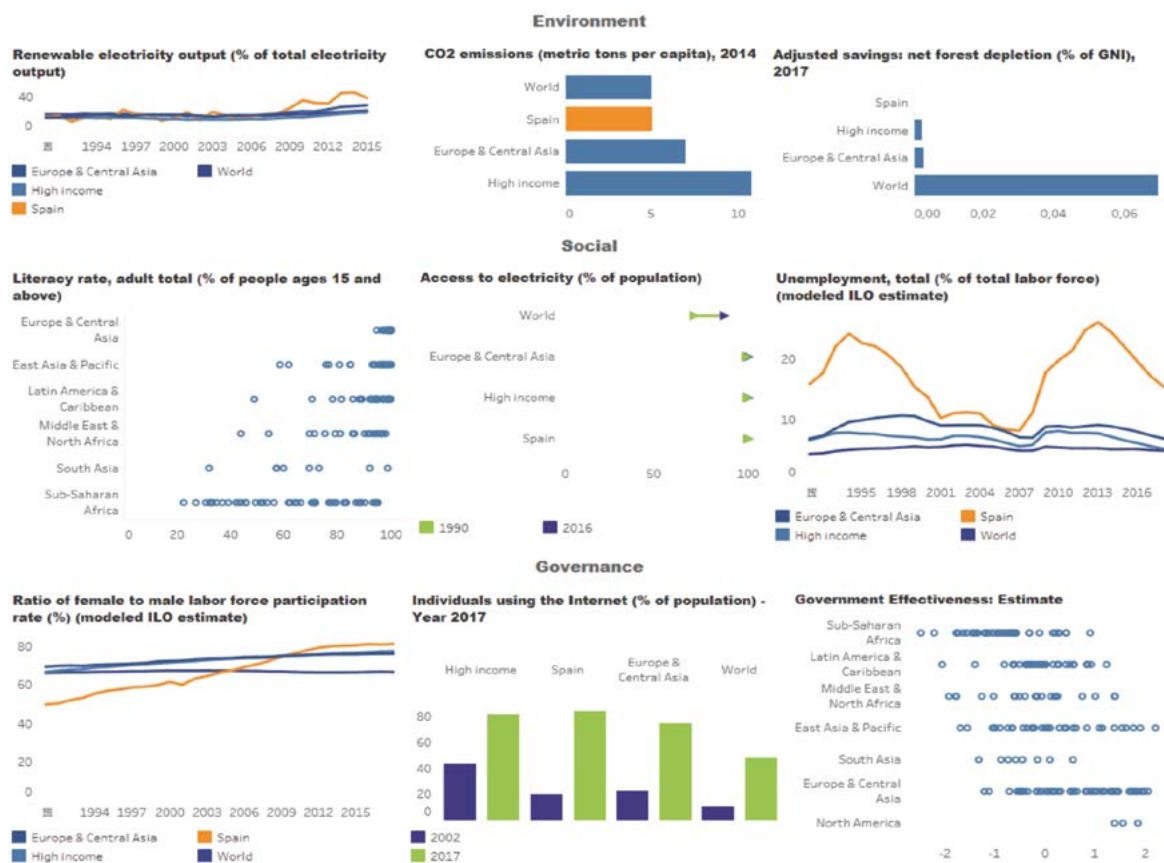 Environment
Renewable electricity output (% of total electricity
output)
40
0
1994 1997 2000 2003 2006 2009 2012 2015
Europe & Central Asia World
High income
Spain
CO2 emissions (metric tons per capita), 2014
World
Spain
Europe & Central Asia
High income
0 5 10
Adjusted savings: net forest depletion (% of GNI),
2017
Spain
High income
Europe & Central Asia
World
0,00 0,02 0,04 0,06
Social
Literacy rate, adult total (% of people ages 15 and
above)
Europe & Central
Asia
East Asia & Pacific
Latin America &
Caribbean
Middle East &
North Africa
South Asia
Sub-Saharan
Africa
0 20 40 60 80 100
Access to electricity (% of population)
World
Europe & Central Asia
High income
Spain
0 50 100
1990 2016
Unemployment, total (% of total labor force)
(modeled ILO estimate)
20
10
0
1995 1998 2001 2004 2007 2010 2013 2016
Europe & Central Asia Spain
High income World
Governance
Ratio of female to male labor force participation
rate (%) (modeled ILO estimate)
80
60
40
20
0
1994 1997 2000 2003 2006 2009 2012 2015
Europe & Central Asia Spain
High income World
Individuals using the Internet (% of population) -
Year 2017
High income Spain Europe & World
Central Asia
80
60
40
20
0
2002
2017
Government Effectiveness: Estimate
Sub-Saharan
Africa
Latin America &
Caribbean
Middle East &
North Africa
East Asia & Pacific
South Asia
Europe & Central
Asia
North America
-2 -1 0 1 2